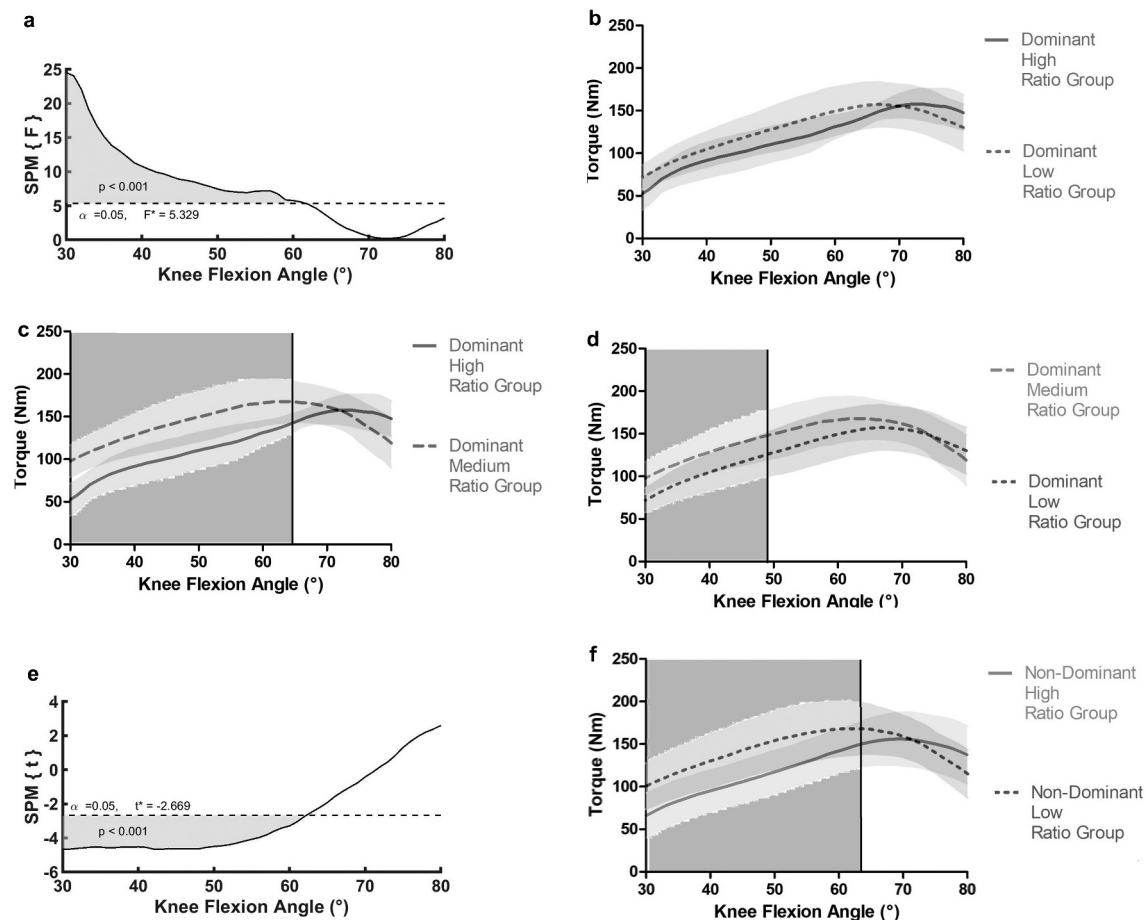 a
25
20
15
10
5
0
SPM { F }
p < 0.001
α =0.05, F* = 5.329
30 40 50 60 70 80
Knee Flexion Angle (°)
b
250
200
150
100
50
0
Torque (Nm)
30 40 50 60 70 80
Knee Flexion Angle (°)
Dominant
High
Ratio Group
Dominant
Low
Ratio Group
c
250
200
150
100
50
0
Torque (Nm)
30 40 50 60 70 80
Knee Flexion Angle (°)
Dominant
High
Ratio Group
Dominant
Medium
Ratio Group
d
250
200
150
100
50
0
Torque (Nm)
30 40 50 60 70 80
Knee Flexion Angle (°)
Dominant
Medium
Ratio Group
Dominant
Low
Ratio Group
e
4
2
0
-2
-4
-6
SPM { t }
α =0.05, t* = -2.669
p < 0.001
30 40 50 60 70 80
Knee Flexion Angle (°)
f
250
200
150
100
50
0
Torque (Nm)
30 40 50 60 70 80
Knee Flexion Angle (°)
Non-Dominant
High
Ratio Group
Non-Dominant
Low
Ratio Group